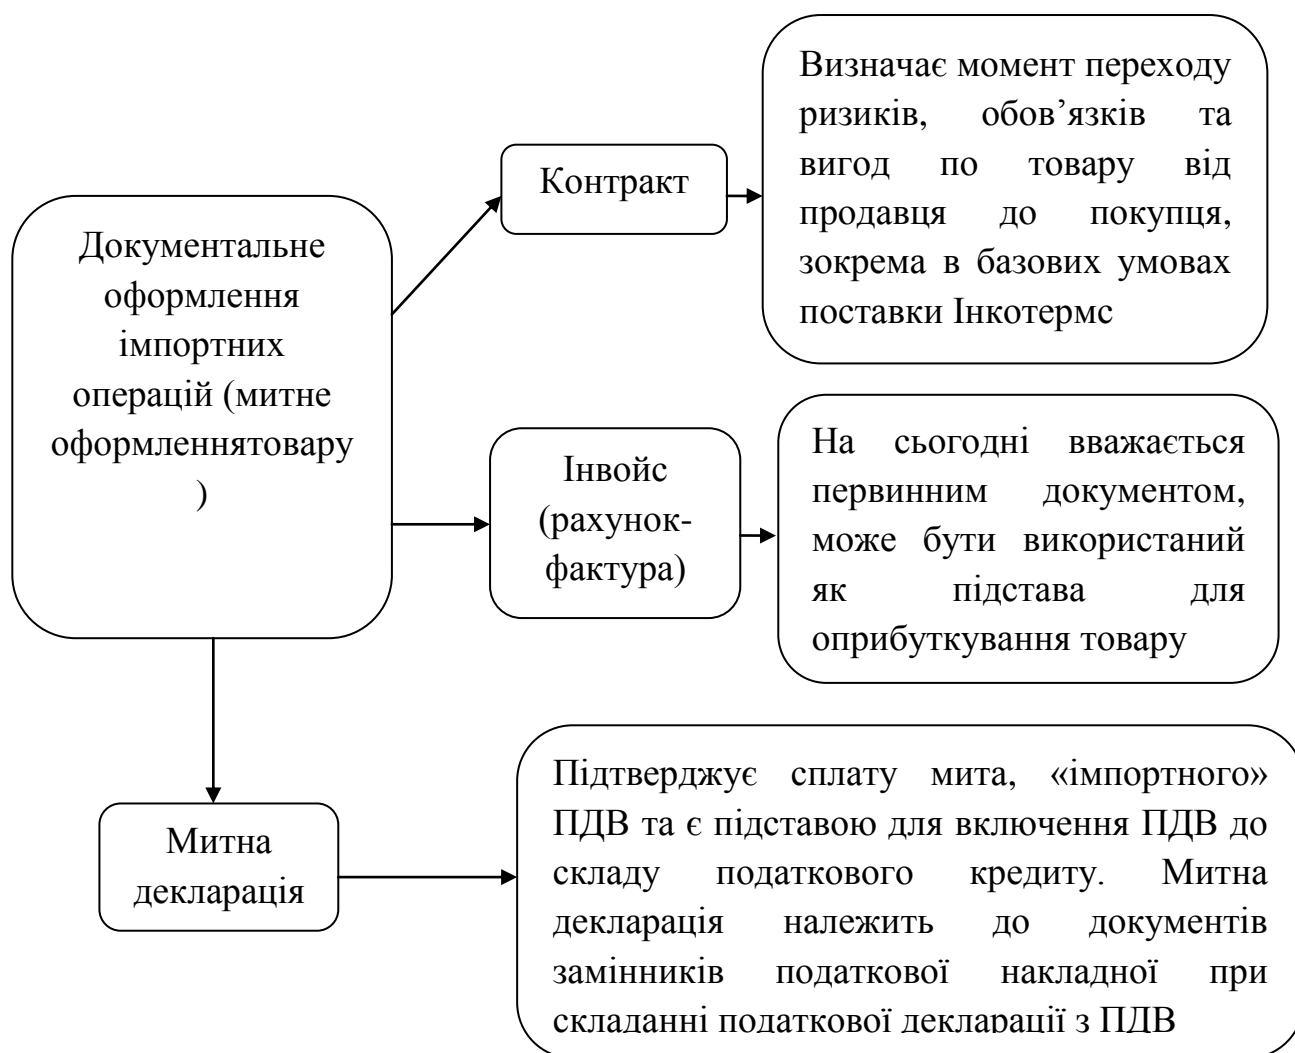 Документальне
оформлення
імпортних
операцій (митне
оформленнятовару
)
Контракт
Визначає момент переходу
ризиків, обов’язків та
вигод по товару від
продавця до покупця,
зокрема в базових умовах
поставки Інкотермс
Інвойс
(рахунок-
фактура)
На сьогодні вважається
первинним документом,
може бути використаний
як підстава для
оприбуткування товару
Митна
декларація
Підтверджує сплату мита, «імпортного»
ПДВ та є підставою для включення ПДВ до
складу податкового кредиту. Митна
декларація належить до документів
замінників податкової накладної при
складанні податкової декларації з ПДВ